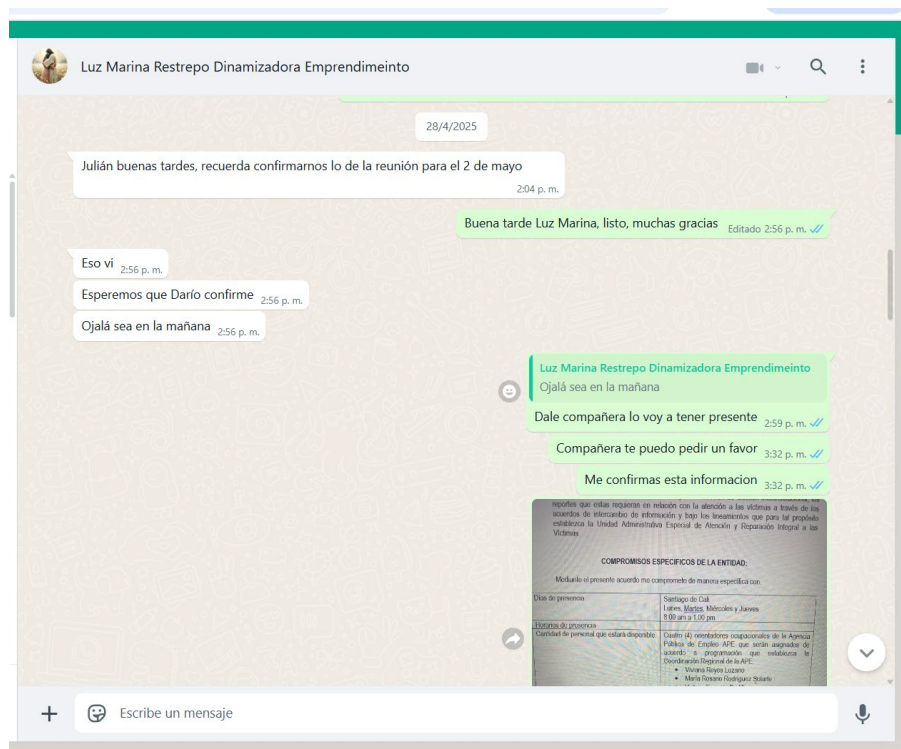 Luz Marina Restrepo Dinamizadora Emprendimeinto
28/4/2025
Julián buenas tardes, recuerda confirmarnos lo de la reunión para el 2 de mayo
2:04 p. m.
Buena tarde Luz Marina, listo, muchas gracias Editado 2:56 p. m.
Eso vi 2:56 p. m.
Esperemos que Darío confirme 2:56 p. m.
Ojalá sea en la mañana 2:56 p. m.
Luz Marina Restrepo Dinamizadora Emprendimeinto
Ojalá sea en la mañana
Dale compañera lo voy a tener presente 2:59 p. m.
Compañera te puedo pedir un favor 3:32 p. m.
Me confirmas esta informacion 3:32 p. m.
reportes que estas requieran en relación con la atención a las víctimas a través de los
acuerdos de intercambio de información y bajo los lineamientos que para tal propósito
establezca la Unidad Administrativa Especial de Atención y Reparación Integral a las
Víctimas.
COMPROMISOS ESPECIFICOS DE LA ENTIDAD:
Mediante el presente acuerdo me comprometo de manera especifica con
Días de presencia
Santiago de Cali
Lunes, Martes, Miércoles y Jueves
8:00 am a 1:00 pm
Horarios de presencia
Cantidad de personal que estará disponible
Cuatro (4) orientadores ocupacionales de la Agencia
Pública de Empleo APE que serán asignados de
acuerdo a programación que establezca la
Coordinación Regional de la APE.
Viviana Reyes Lozano
María Rosario Rodríguez Solarte
Escribe un mensaje